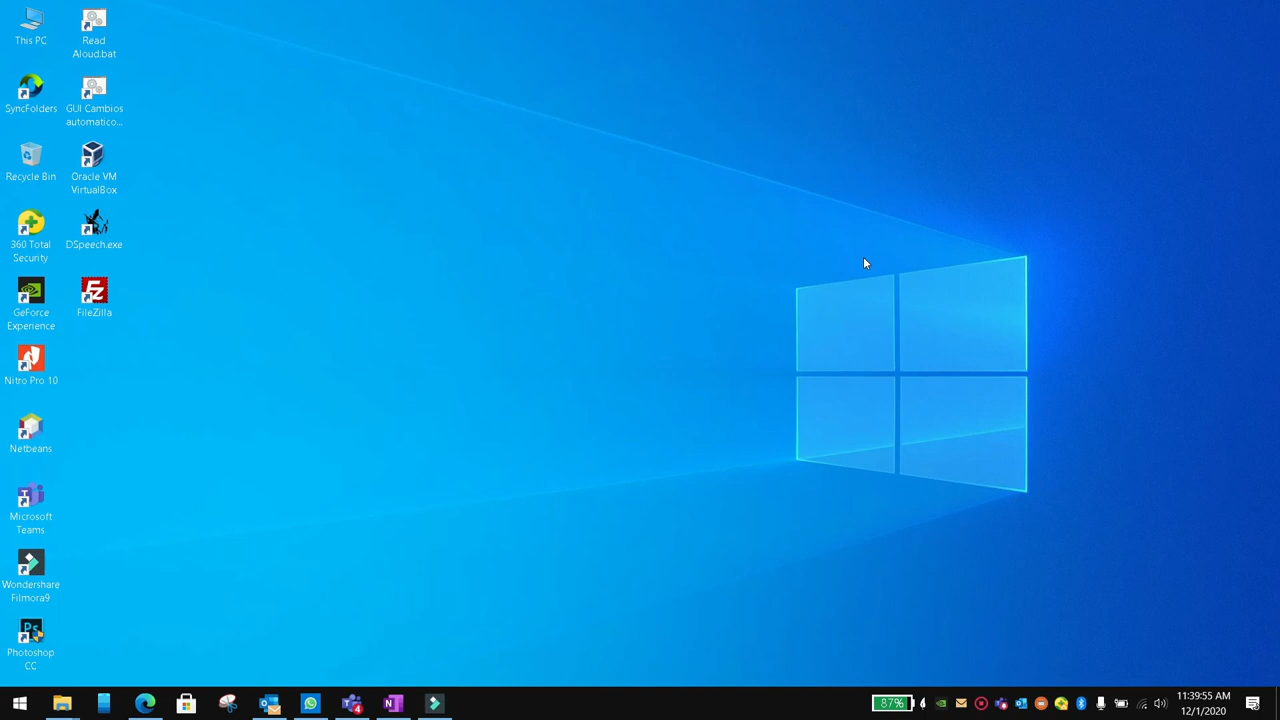 This PC
Read
Aloud.bat
SyncFolders
GUI Cambios
automatico...
Recycle Bin
Oracle VM
VirtualBox
360 Total
Security
DSpeech.exe
GeForce
Experience
FileZilla
Nitro Pro 10
Netbeans
Microsoft
Teams
Wondershare
Filmora9
Ps
Photoshop
CC
87%
4
11:39:55 AM
12/1/2020